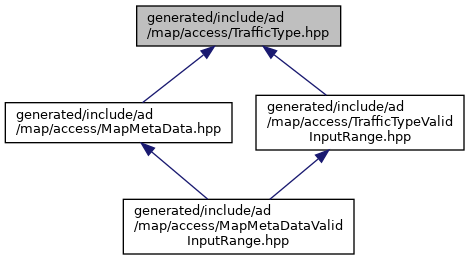 generated/include/ad
/map/access/TrafficType.hpp
generated/include/ad
/map/access/MapMetaData.hpp
generated/include/ad
/map/access/TrafficTypeValid
InputRange.hpp
generated/include/ad
/map/access/MapMetaDataValid
InputRange.hpp